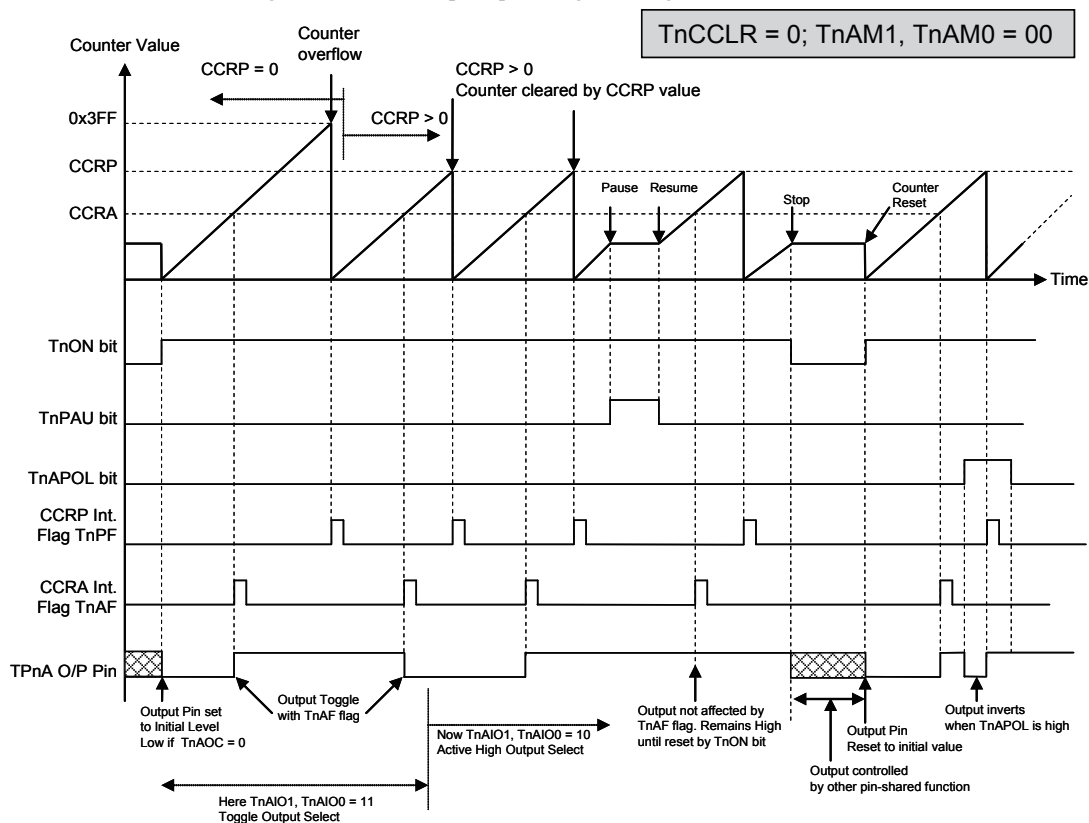 TnCCLR = 0; TnAM1, TnAM0 = 00
Counter Value
Counter
overflow
CCRP = 0
CCRP > 0
Counter cleared by CCRP value
0x3FF
CCRP > 0
CCRP
CCRA
Pause
Resume
Stop
Counter
Reset
Time
TnON bit
TnPAU bit
TnAPOL bit
CCRP Int.
Flag TnPF
CCRA Int.
Flag TnAF
TPnA O/P Pin
Output Pin set
to Initial Level
Low if TnAOC = 0
Output Toggle
with TnAF flag
Now TnAIO1, TnAIO0 = 10
Active High Output Select
Output not affected by
TnAF flag. Remains High
until reset by TnON bit
Output Pin
Reset to initial value
Output inverts
when TnAPOL is high
Output controlled
by other pin-shared function
Here TnAIO1, TnAIO0 = 11
Toggle Output Select